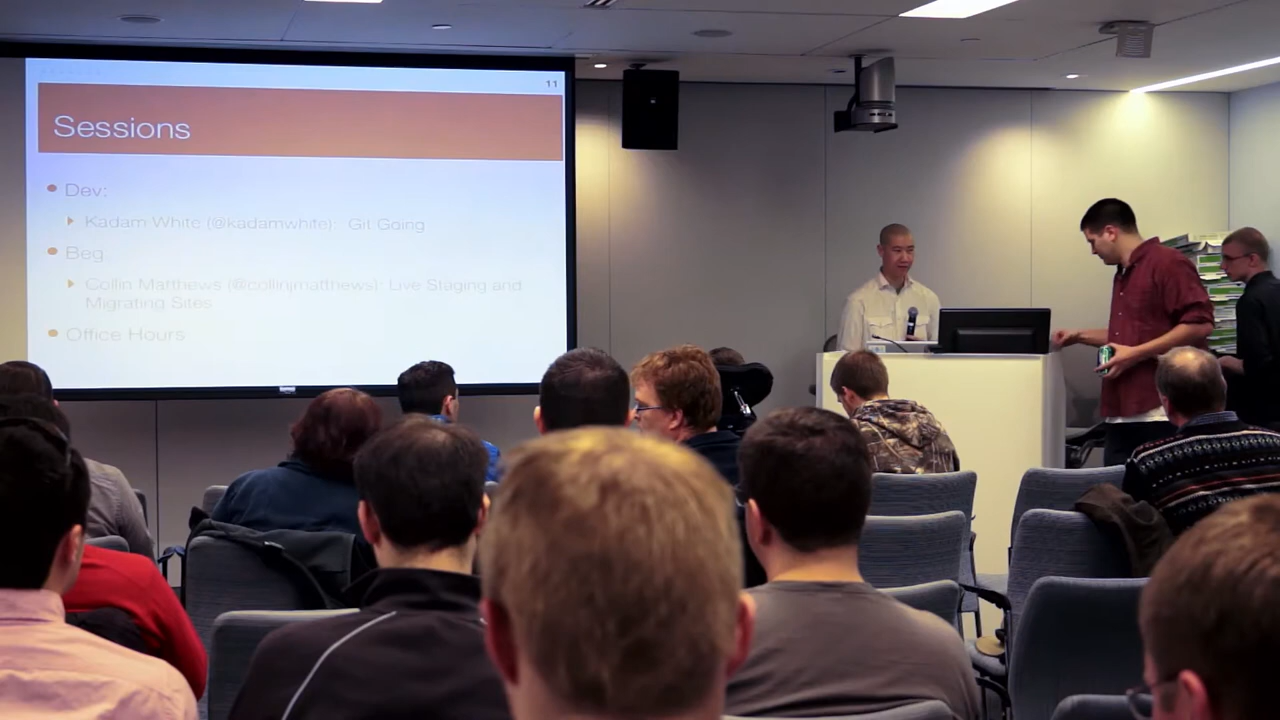 11
Sessions
Dev:
Kadam White (@kadamwhite): Git Going
Beg
Collin Matthews (@collinjmatthews): Live Staging and
Migrating Sites
Office Hours